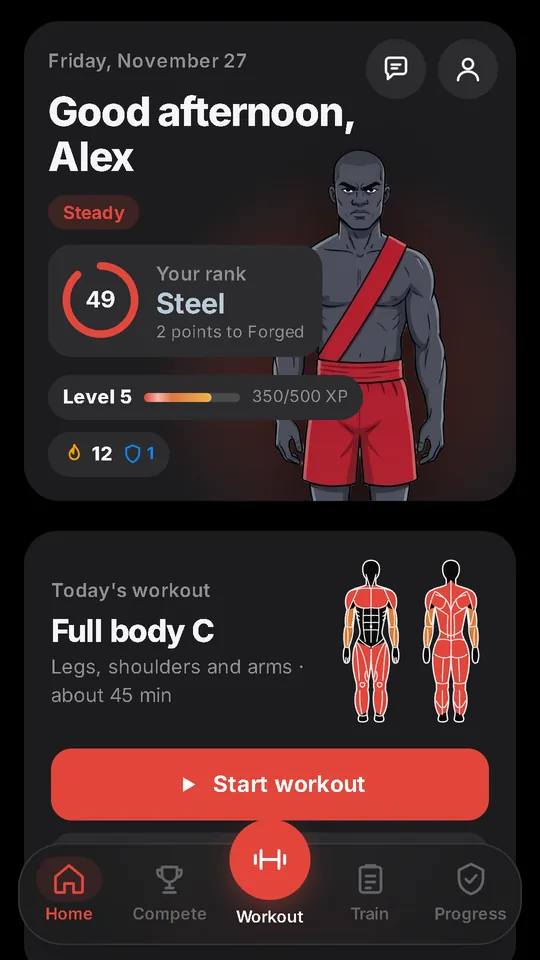 Friday, November 27
Good afternoon,
Alex
Steady
49
Your rank
Steel
2 points to Forged
Level 5
350/500 XP
12
1
Today's workout
Full body C
Legs, shoulders and arms ·
about 45 min
Start workout
Home
Compete
Workout
Train
Progress